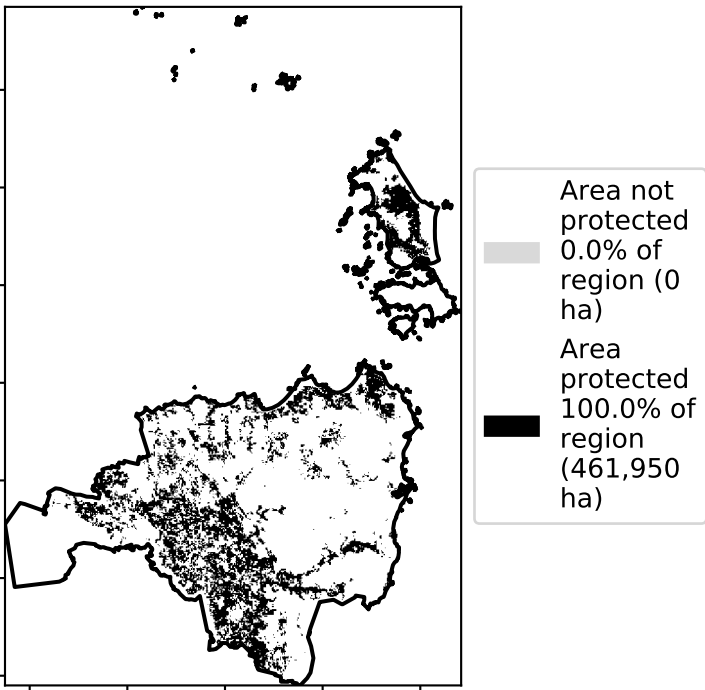 Area not
protected
0.0% of
region (0
ha)
Area
protected
100.0% of
region
(461,950
ha)